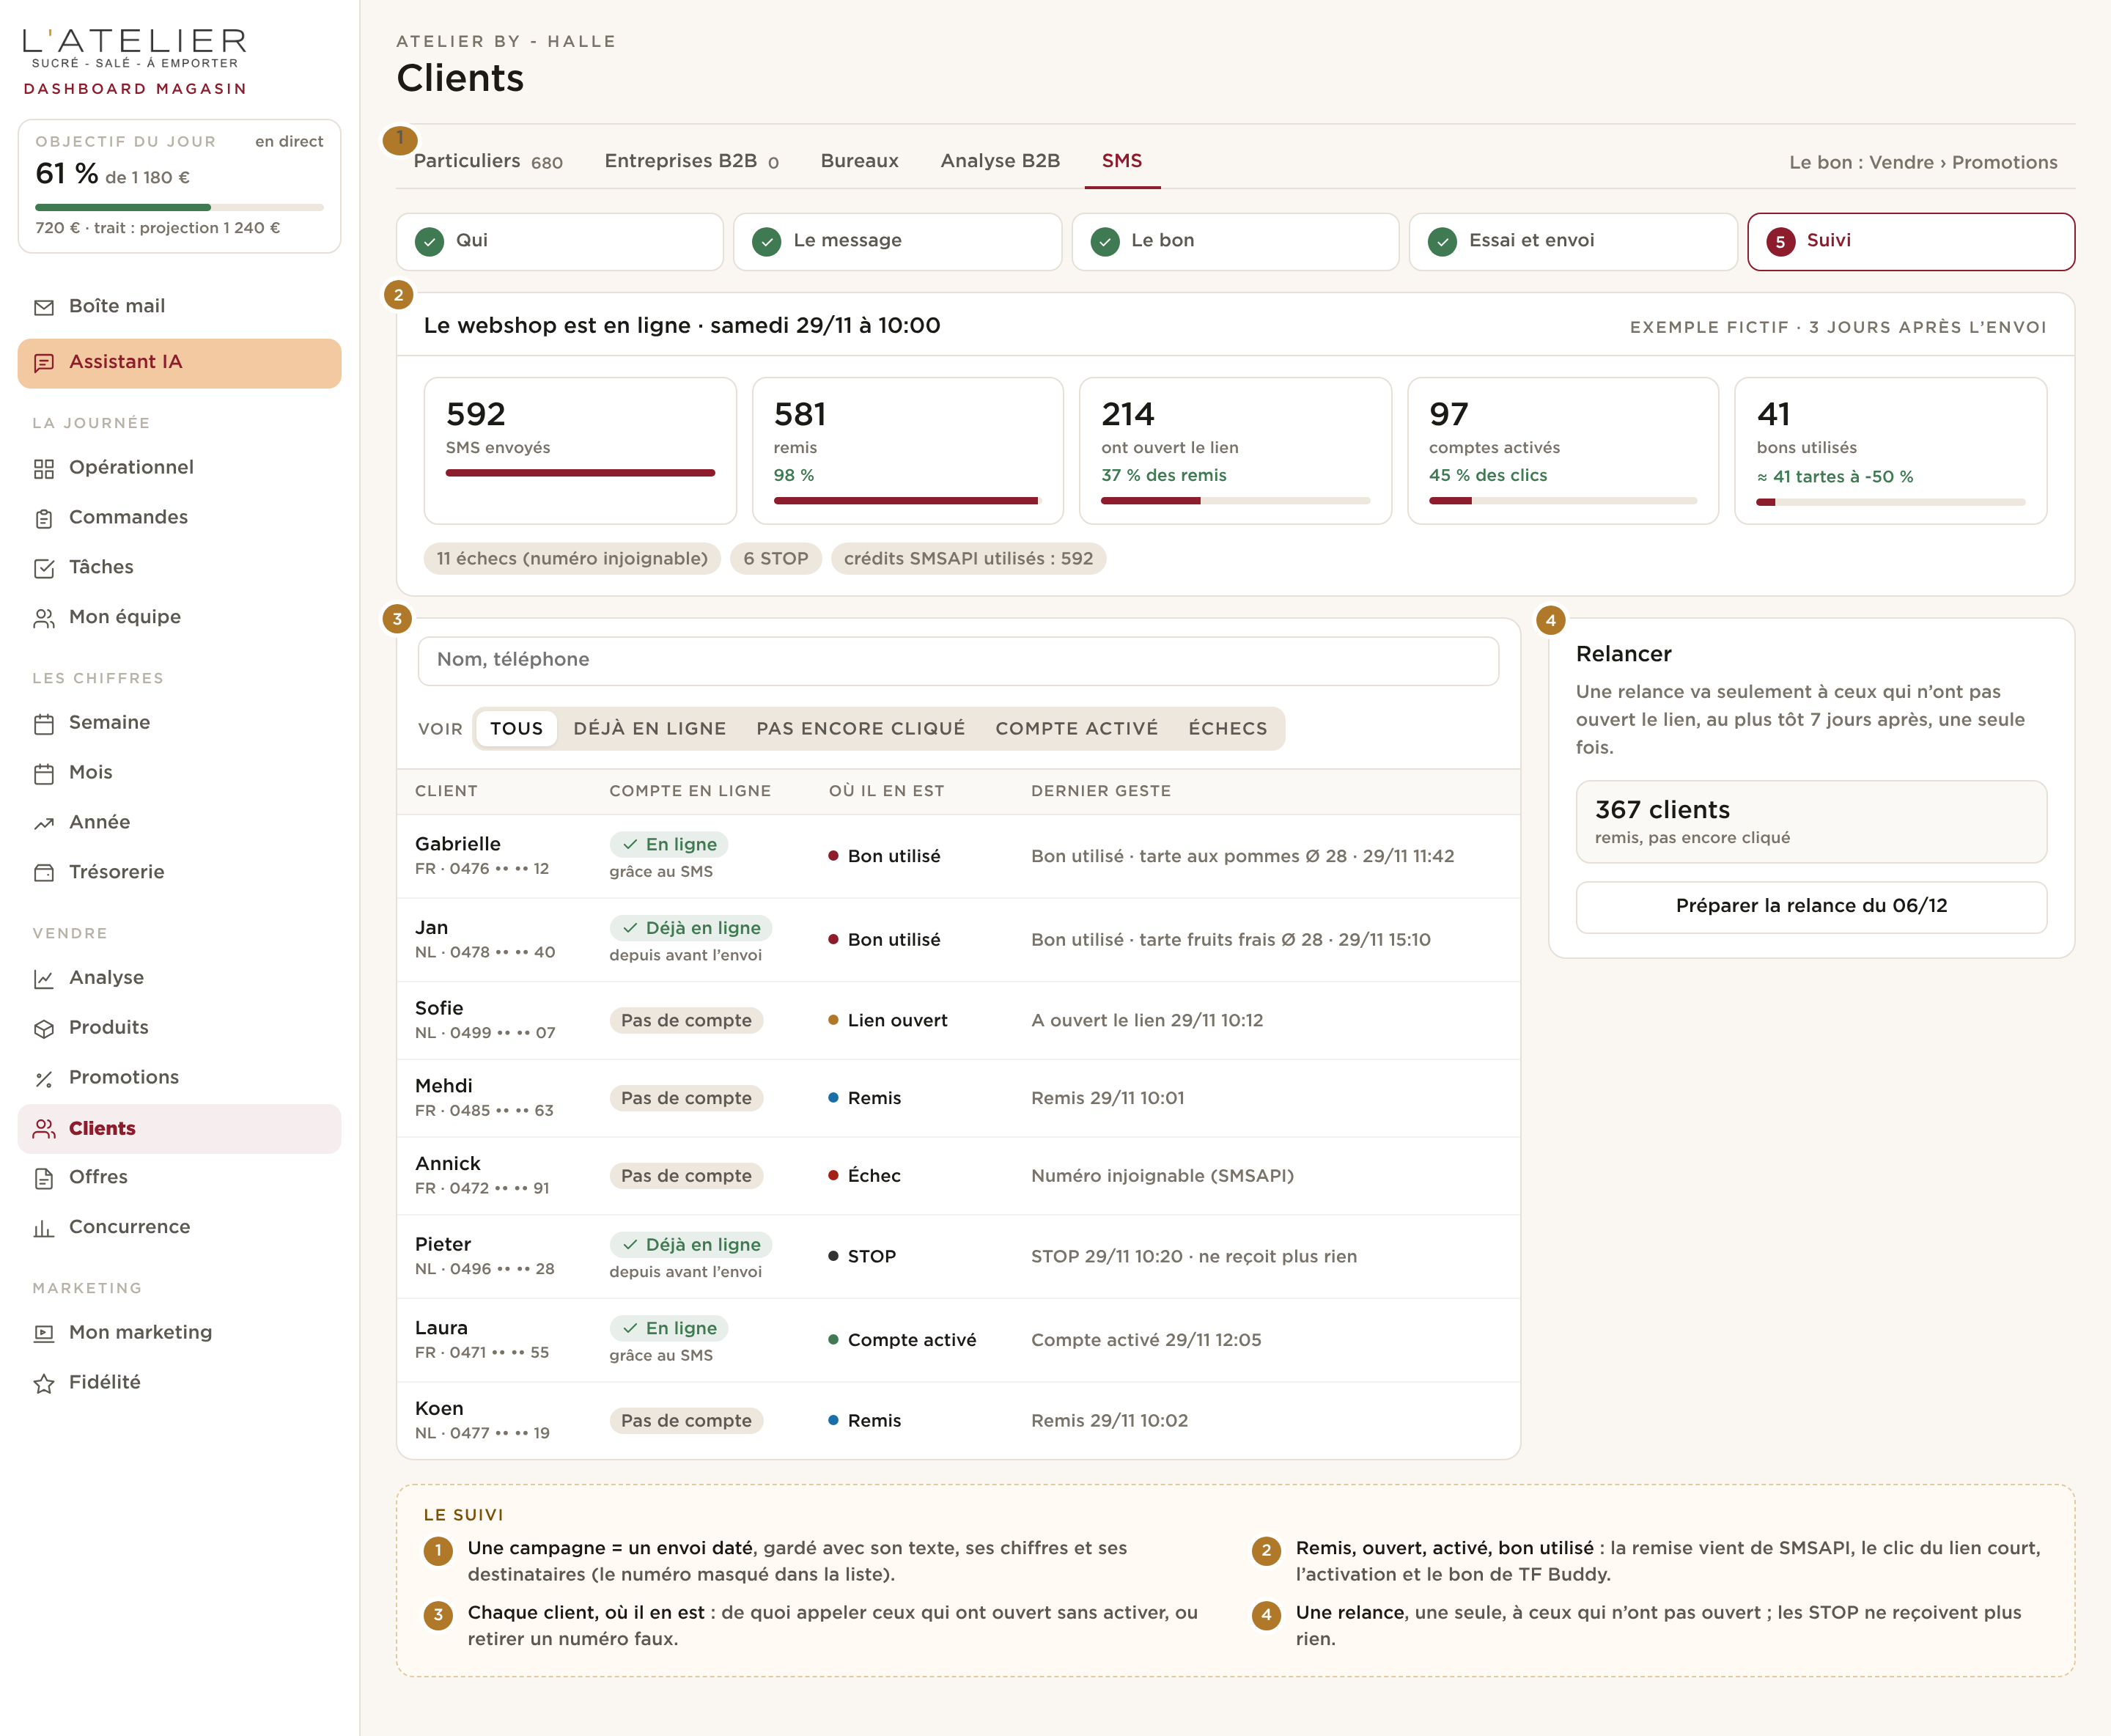 L'ATELIER
SUCRÉ - SALÉ - Á EMPORTER
DASHBOARD MAGASIN
OBJECTIF DU JOUR en direct
61 % de 1 180 €
720 € · trait : projection 1 240 €
Boîte mail
Assistant IA
LA JOURNÉE
Opérationnel
Commandes
Tâches
Mon équipe
LES CHIFFRES
Semaine
Mois
Année
Trésorerie
VENDRE
Analyse
Produits
Promotions
Clients
Offres
Concurrence
MARKETING
Mon marketing
Fidélité
ATELIER BY - HALLE
Clients
1
Particuliers 680 Entreprises B2B 0 Bureaux Analyse B2B SMS Le bon : Vendre › Promotions
Qui Le message Le bon Essai et envoi 5 Suivi
2
Le webshop est en ligne · samedi 29/11 à 10:00 EXEMPLE FICTIF · 3 JOURS APRÈS L’ENVOI
592
SMS envoyés
581
remis
98 %
214
ont ouvert le lien
37 % des remis
97
comptes activés
45 % des clics
41
bons utilisés
≈ 41 tartes à -50 %
11 échecs (numéro injoignable) 6 STOP crédits SMSAPI utilisés : 592
3
Nom, téléphone
VOIR TOUS DÉJÀ EN LIGNE PAS ENCORE CLIQUÉ COMPTE ACTIVÉ ÉCHECS
CLIENT COMPTE EN LIGNE OÙ IL EN EST DERNIER GESTE
Gabrielle
FR · 0476 •• •• 12
En ligne
grâce au SMS
Bon utilisé
Bon utilisé · tarte aux pommes Ø 28 · 29/11 11:42
Jan
NL · 0478 •• •• 40
Déjà en ligne
depuis avant l’envoi
Bon utilisé
Bon utilisé · tarte fruits frais Ø 28 · 29/11 15:10
Sofie
NL · 0499 •• •• 07
Pas de compte
Lien ouvert
A ouvert le lien 29/11 10:12
Mehdi
FR · 0485 •• •• 63
Pas de compte
Remis
Remis 29/11 10:01
Annick
FR · 0472 •• •• 91
Pas de compte
Échec
Numéro injoignable (SMSAPI)
Pieter
NL · 0496 •• •• 28
Déjà en ligne
depuis avant l’envoi
STOP
STOP 29/11 10:20 · ne reçoit plus rien
Laura
FR · 0471 •• •• 55
En ligne
grâce au SMS
Compte activé
Compte activé 29/11 12:05
Koen
NL · 0477 •• •• 19
Pas de compte
Remis
Remis 29/11 10:02
4
Relancer
Une relance va seulement à ceux qui n’ont pas
ouvert le lien, au plus tôt 7 jours après, une seule
fois.
367 clients
remis, pas encore cliqué
Préparer la relance du 06/12
LE SUIVI
1 Une campagne = un envoi daté, gardé avec son texte, ses chiffres et ses
destinataires (le numéro masqué dans la liste).
2 Remis, ouvert, activé, bon utilisé : la remise vient de SMSAPI, le clic du lien court,
l’activation et le bon de TF Buddy.
3 Chaque client, où il en est : de quoi appeler ceux qui ont ouvert sans activer, ou
retirer un numéro faux.
4 Une relance, une seule, à ceux qui n’ont pas ouvert ; les STOP ne reçoivent plus
rien.